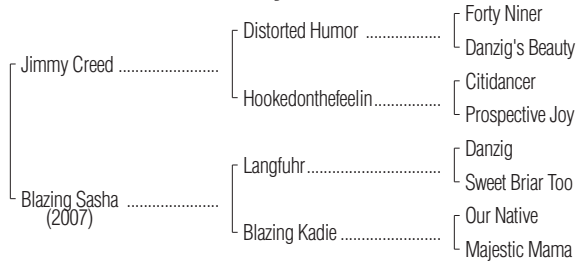 Forty Niner
Distorted Humor ..................
Danzig's Beauty
Jimmy Creed ........................
Citidancer
Hookedonthefeelin................
Prospective Joy
Danzig
Langfuhr................................
Sweet Briar Too
Blazing Sasha ......................
(2007)
Our Native
Blazing Kadie ........................
Majestic Mama